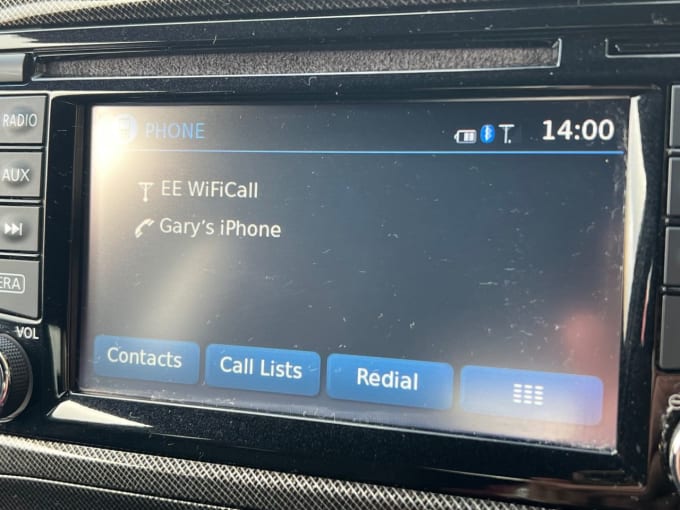 PHONE 14:00
EE WiFiCall
Gary's iPhone
Contacts Call Lists Redial
RADIO
AUX
ERA
VOL